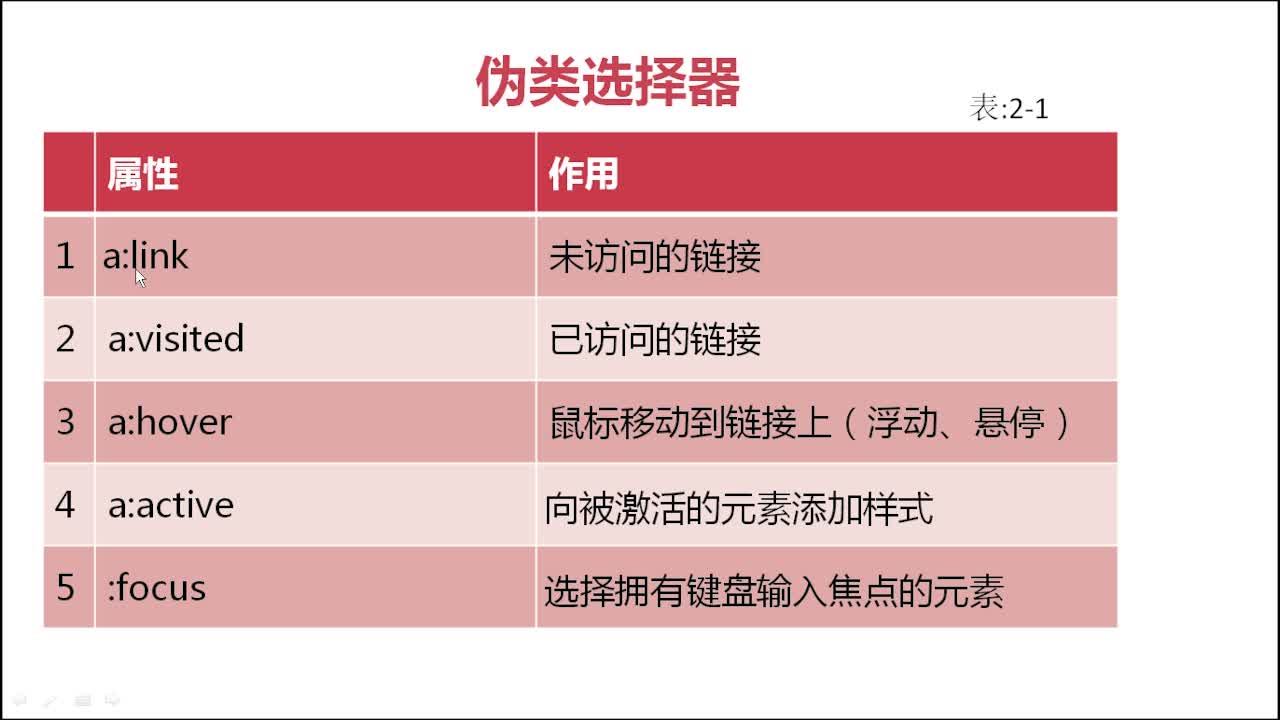 伪类选择器
表:2-1
属性 作用
1 a:link 未访问的链接
2 a:visited 已访问的链接
3 a:hover 鼠标移动到链接上（浮动、悬停）
4 a:active 向被激活的元素添加样式
5 :focus 选择拥有键盘输入焦点的元素